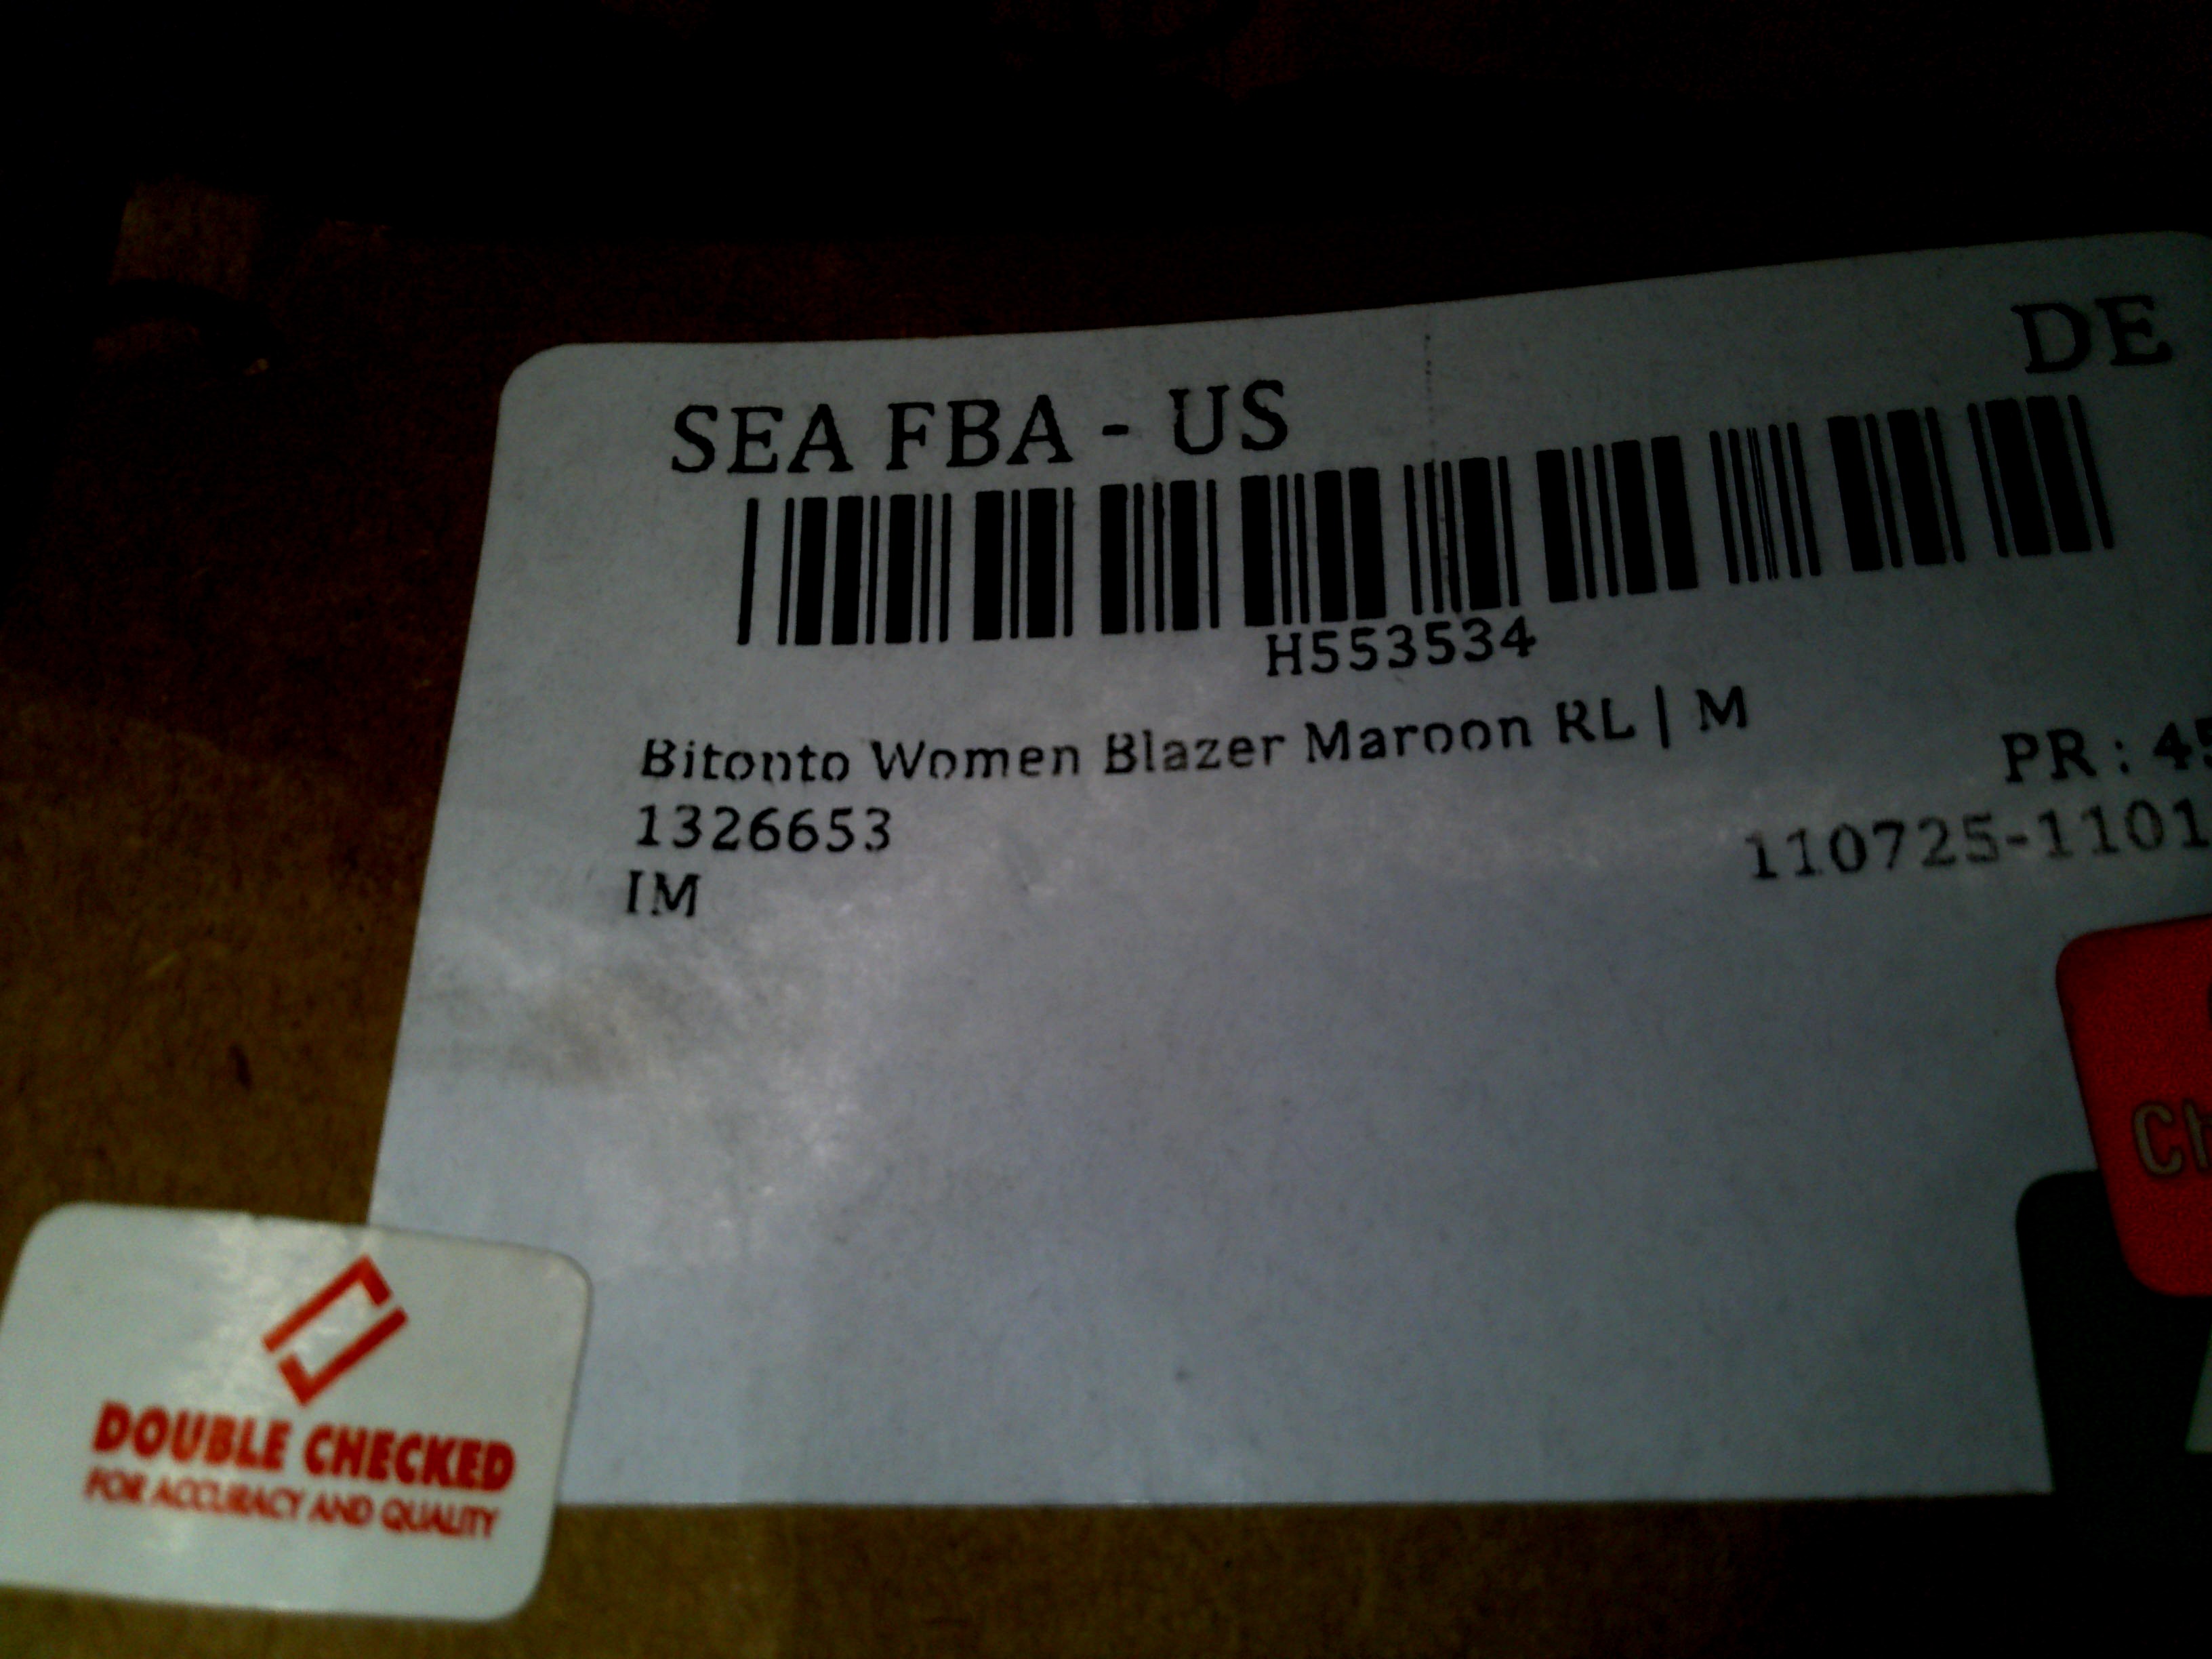 SEA FBA - US
DE
H553534
Bitonto Women Blazer Maroon RL | M
1326653
IM
PR : 45
110725-1101
Ch
DOUBLE CHECKED
FOR ACCURACY AND QUALITY